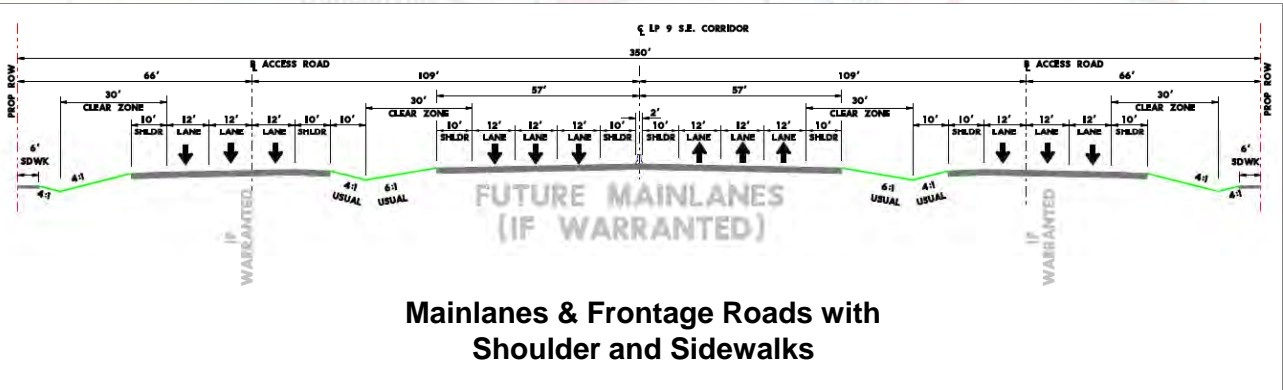 ℄ LP 9 S.E. CORRIDOR
350'
PROP ROW
66'
℄ ACCESS ROAD
109'
109'
℄ ACCESS ROAD
66'
PROP ROW
30'
CLEAR ZONE
57'
57'
30'
CLEAR ZONE
30'
CLEAR ZONE
30'
CLEAR ZONE
6'
SDWK
10'
SHLDR
12'
LANE
12'
LANE
12'
LANE
10'
SHLDR
10'
10'
SHLDR
12'
LANE
12'
LANE
12'
LANE
10'
SHLDR
2'
10'
SHLDR
12'
LANE
12'
LANE
12'
LANE
10'
SHLDR
10'
10'
SHLDR
12'
LANE
12'
LANE
12'
LANE
10'
SHLDR
6'
SDWK
4:1
4:1
4:1
USUAL
6:1
USUAL
6:1
USUAL
4:1
USUAL
4:1
4:1
IF
WARRANTED
FUTURE MAINLANES
(IF WARRANTED)
IF
WARRANTED
Mainlanes & Frontage Roads with
Shoulder and Sidewalks